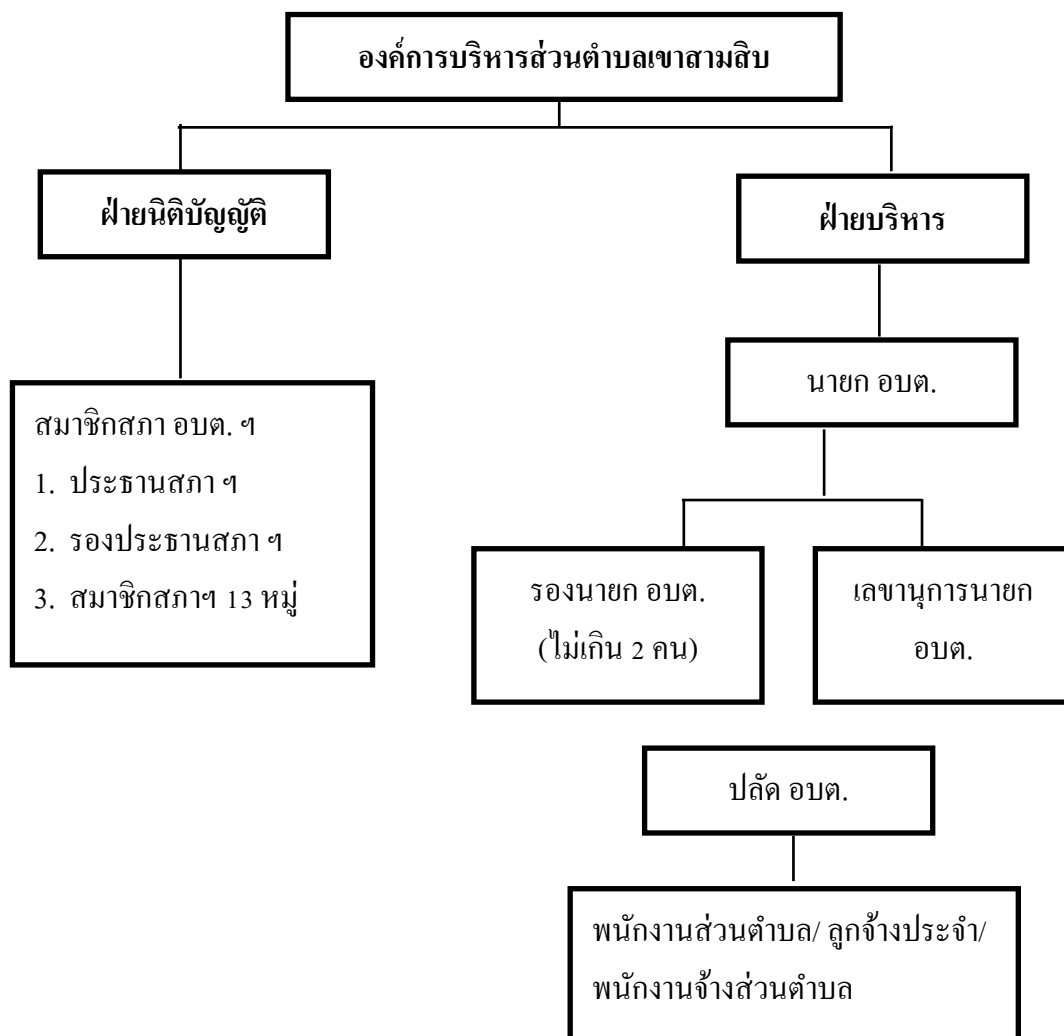 องค์การบริหารส่วนตำบลเขาสามสิบ
ฝ่ายนิติบัญญัติ
ฝ่ายบริหาร
นายก อบต.
สมาชิกสภา อบต. ฯ
1. ประธานสภา ฯ
2. รองประธานสภา ฯ
3. สมาชิกสภาฯ 13 หมู่
รองนายก อบต.
(ไม่เกิน 2 คน)
เลขานุการนายก
อบต.
ปลัด อบต.
พนักงานส่วนตำบล/ ลูกจ้างประจำ/
พนักงานจ้างส่วนตำบล